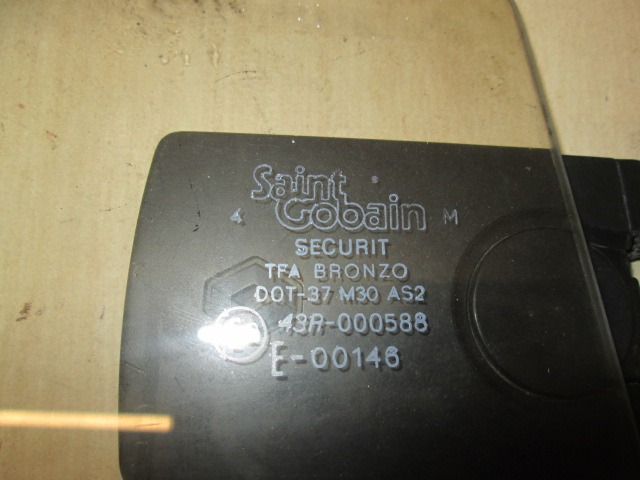 Saint
Gobain
4 M
SECURIT
TFA BRONZO
DOT-37 M30 AS2
43R-000588
E-00146